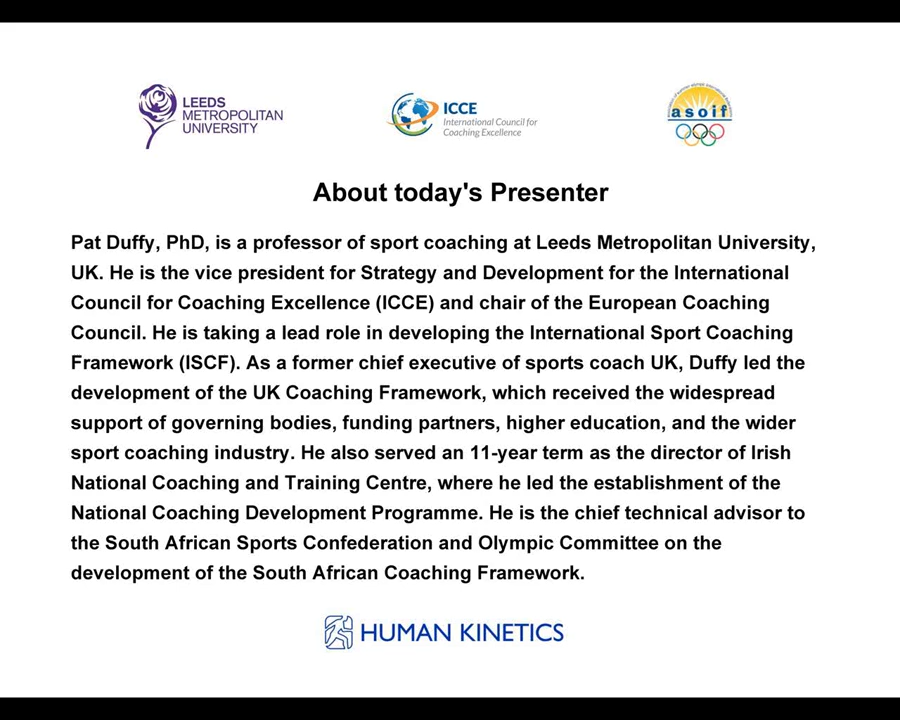 LEEDS
METROPOLITAN
UNIVERSITY
ICCE
International Council for
Coaching Excellence
asoif
About today's Presenter
Pat Duffy, PhD, is a professor of sport coaching at Leeds Metropolitan University,
UK. He is the vice president for Strategy and Development for the International
Council for Coaching Excellence (ICCE) and chair of the European Coaching
Council. He is taking a lead role in developing the International Sport Coaching
Framework (ISCF). As a former chief executive of sports coach UK, Duffy led the
development of the UK Coaching Framework, which received the widespread
support of governing bodies, funding partners, higher education, and the wider
sport coaching industry. He also served an 11-year term as the director of Irish
National Coaching and Training Centre, where he led the establishment of the
National Coaching Development Programme. He is the chief technical advisor to
the South African Sports Confederation and Olympic Committee on the
development of the South African Coaching Framework.
HUMAN KINETICS